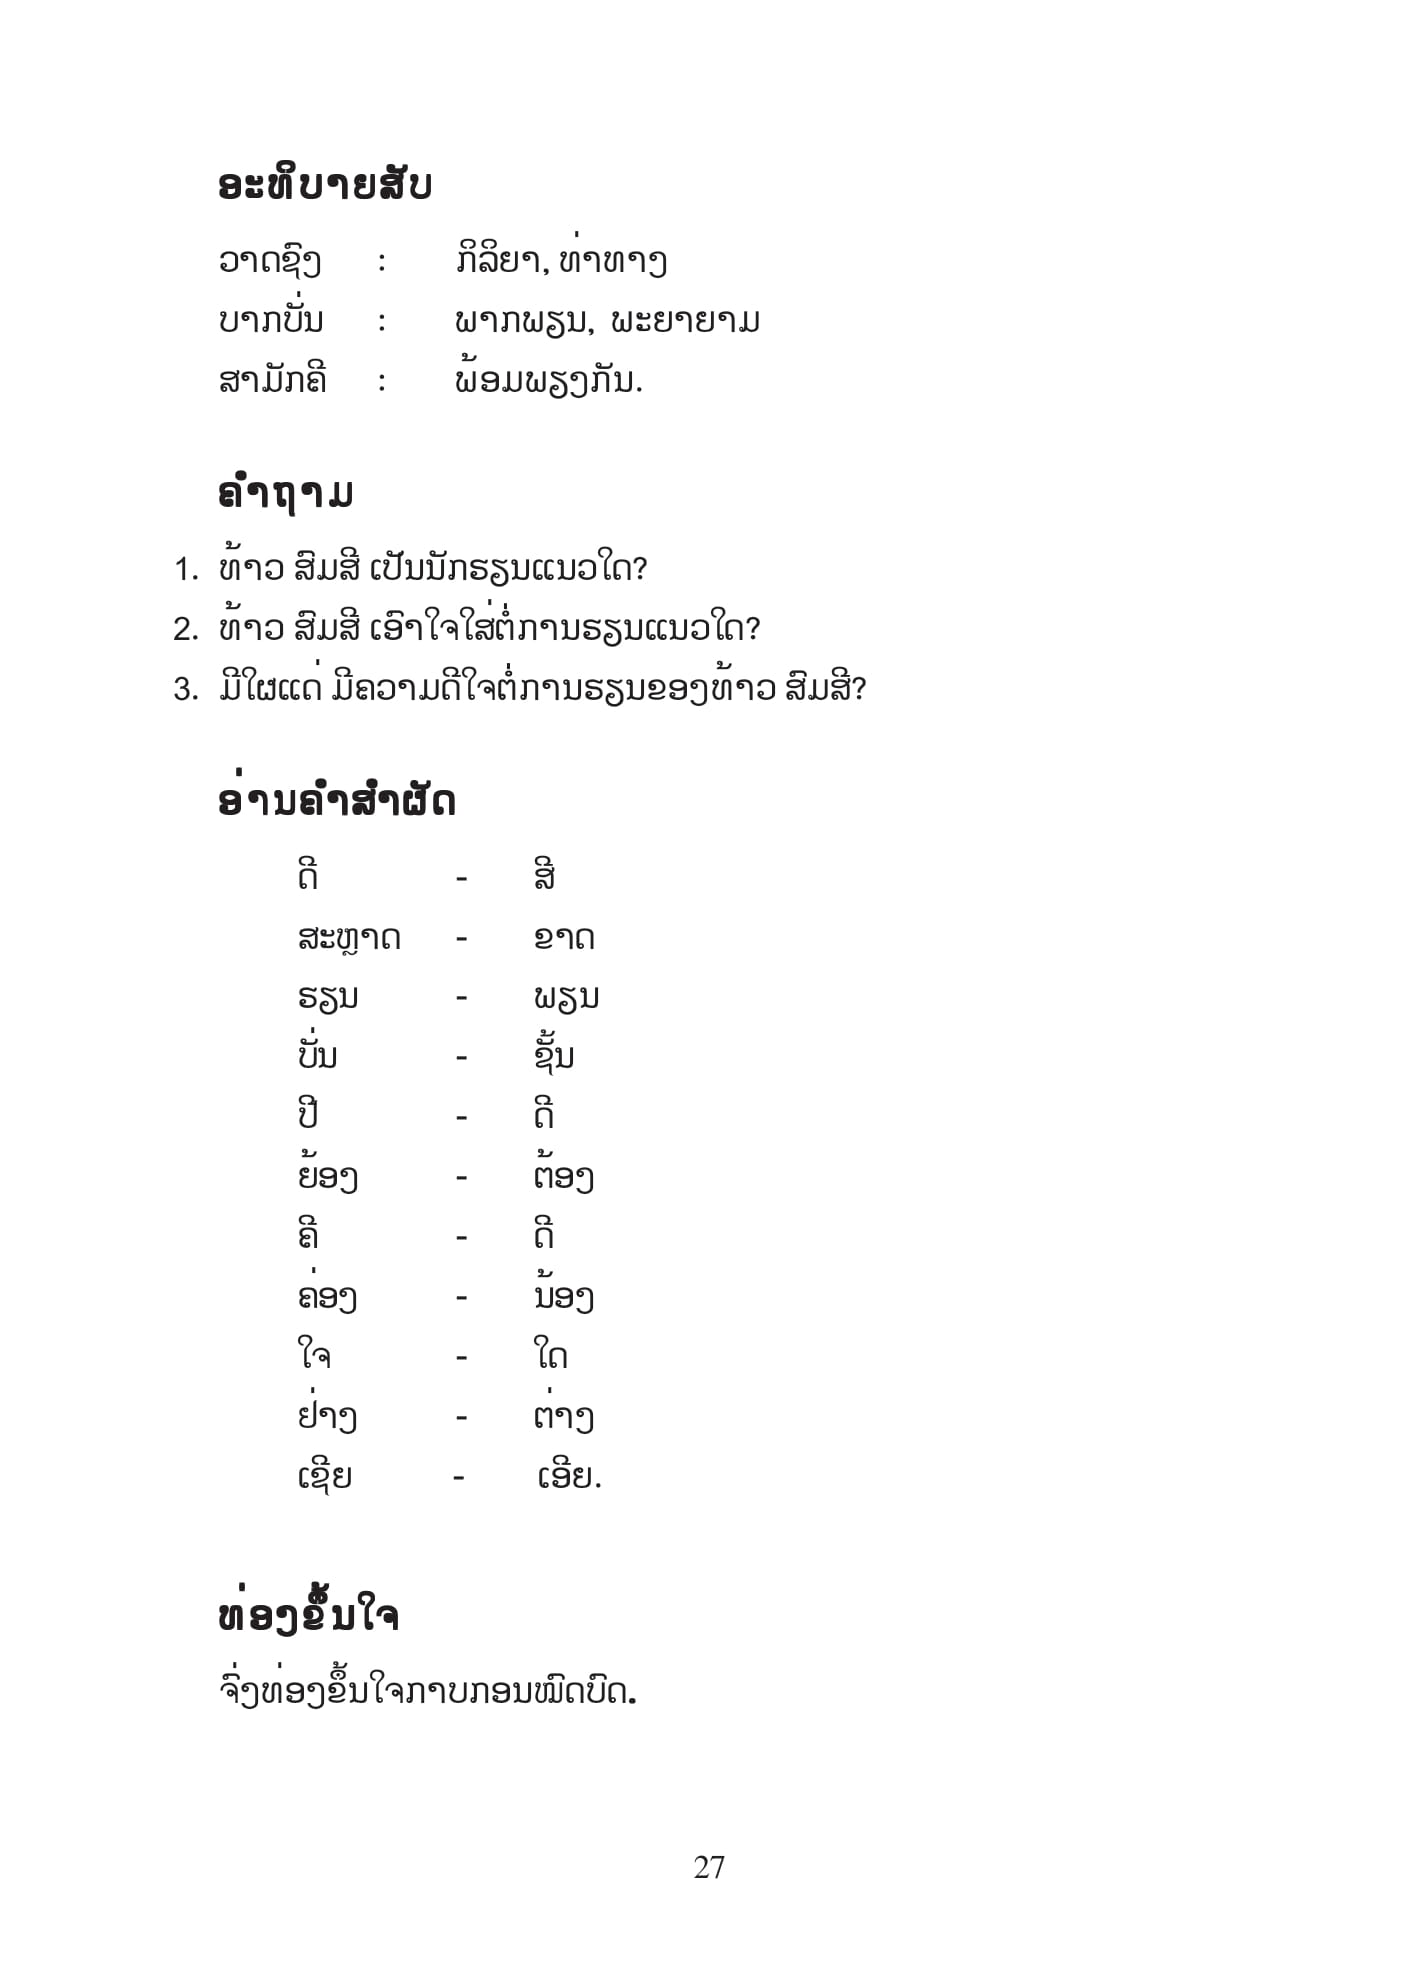 ອະທິບາຍສັບ
ວາດຊົງ : ກິລິຍາ, ທ່າທາງ
ບາກບັ່ນ : ພາກພຽນ, ພະຍາຍາມ
ສາມັກຄີ : ພ້ອມພຽງກັນ.
ຄຳຖາມ
1. ທ້າວ ສົມສີ ເປັນນັກຮຽນແນວໃດ?
2. ທ້າວ ສົມສີ ເອົາໃຈໃສ່ຕໍ່ການຮຽນແນວໃດ?
3. ມີໃຜແດ່ ມີຄວາມດີໃຈຕໍ່ການຮຽນຂອງທ້າວ ສົມສີ?
ອ່ານຄຳສຳຜັດ
ດີ - ສີ
ສະຫຼາດ - ຂາດ
ຮຽນ - ພຽນ
ບັ່ນ - ຊັ້ນ
ປີ - ດີ
ຍ້ອງ - ຕ້ອງ
ຄີ - ດີ
ຄ່ອງ - ນ້ອງ
ໃຈ - ໃດ
ຢ່າງ - ຕ່າງ
ເຊີຍ - ເອີຍ.
ທ່ອງຂຶ້ນໃຈ
ຈົ່ງທ່ອງຂຶ້ນໃຈກາບກອນໝົດບົດ.
27